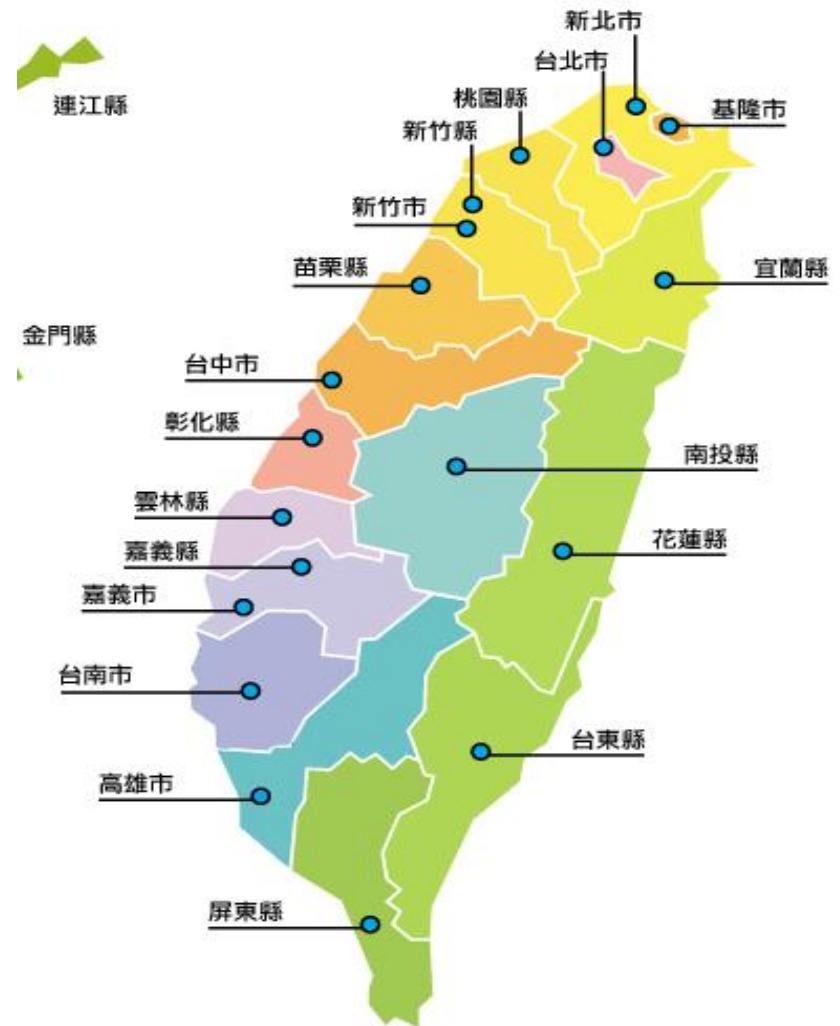 新北市
台北市
連江縣
桃園縣
基隆市
新竹縣
新竹市
苗栗縣
宜蘭縣
金門縣
台中市
彰化縣
南投縣
雲林縣
花蓮縣
嘉義縣
嘉義市
台南市
台東縣
高雄市
屏東縣